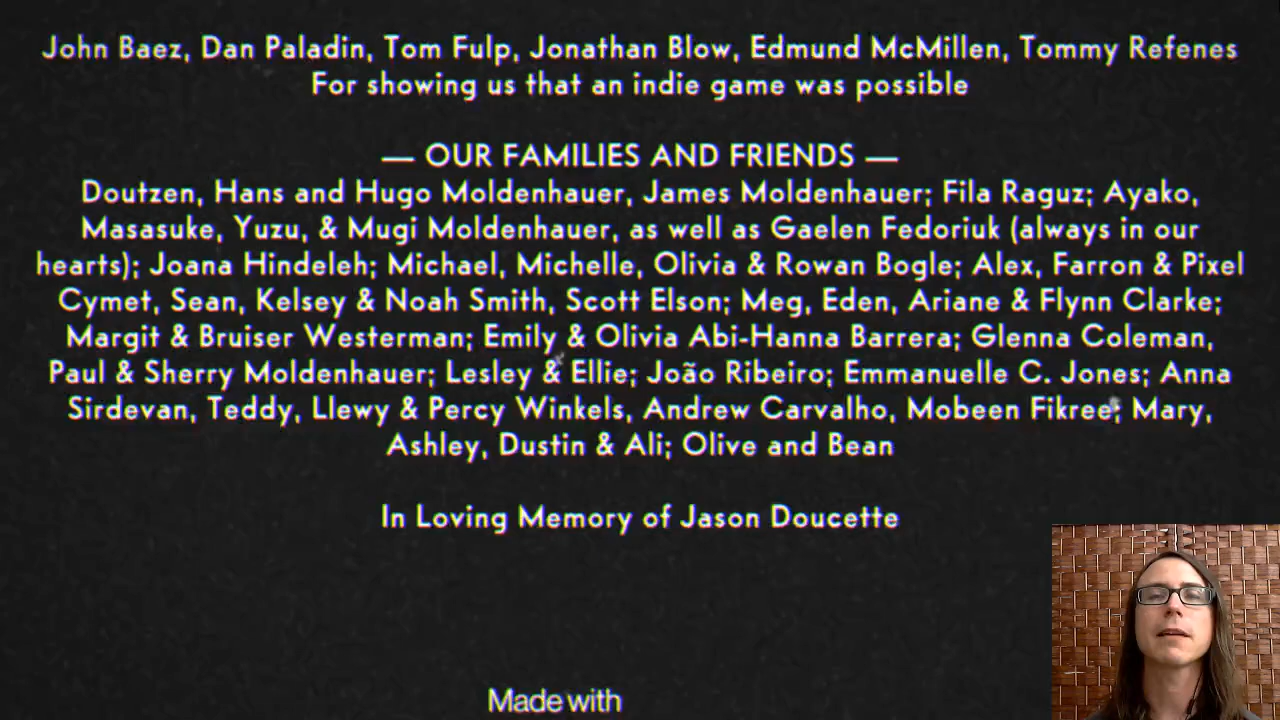 John Baez, Dan Paladin, Tom Fulp, Jonathan Blow, Edmund McMillen, Tommy Refenes
For showing us that an indie game was possible
— OUR FAMILIES AND FRIENDS —
Doutzen, Hans and Hugo Moldenhauer, James Moldenhauer; Fila Raguz; Ayako,
Masasuke, Yuzu, & Mugi Moldenhauer, as well as Gaelen Fedoriuk (always in our
hearts); Joana Hindeleh; Michael, Michelle, Olivia & Rowan Bogle; Alex, Farron & Pixel
Cymet, Sean, Kelsey & Noah Smith, Scott Elson; Meg, Eden, Ariane & Flynn Clarke;
Margit & Bruiser Westerman; Emily & Olivia Abi-Hanna Barrera; Glenna Coleman,
Paul & Sherry Moldenhauer; Lesley & Ellie; João Ribeiro; Emmanuelle C. Jones; Anna
Sirdevan, Teddy, Llewy & Percy Winkels, Andrew Carvalho, Mobeen Fikree; Mary,
Ashley, Dustin & Ali; Olive and Bean
In Loving Memory of Jason Doucette
Made with